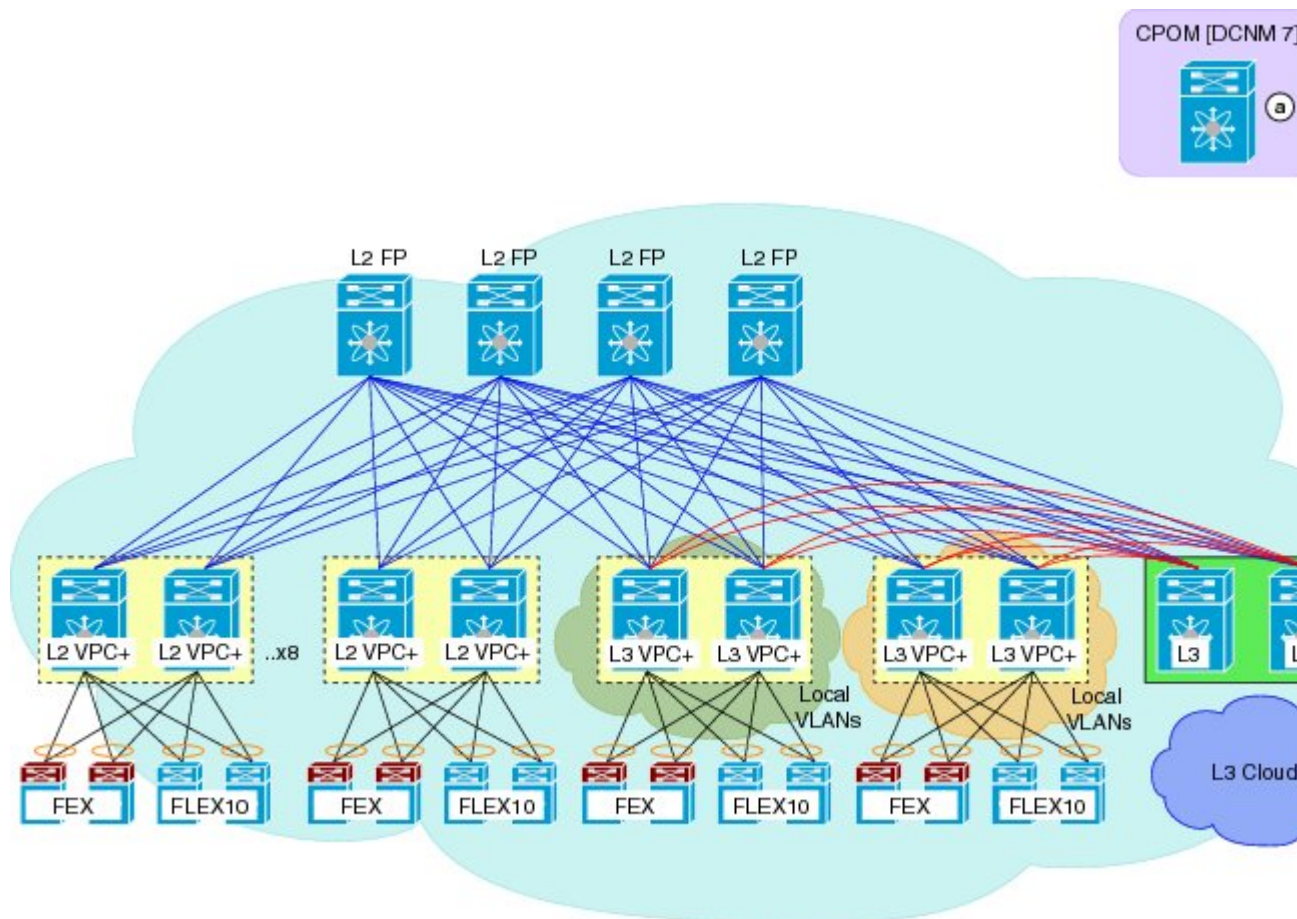 CPOM [DCNM 7]
a
L2 FP
L2 FP
L2 FP
L2 FP
L2 VPC+
L2 VPC+
..x8
L2 VPC+
L2 VPC+
L3 VPC+
L3 VPC+
L3 VPC+
L3 VPC+
L3
Local
VLANs
Local
VLANs
FEX
FLEX10
FEX
FLEX10
FEX
FLEX10
FEX
FLEX10
L3 Cloud